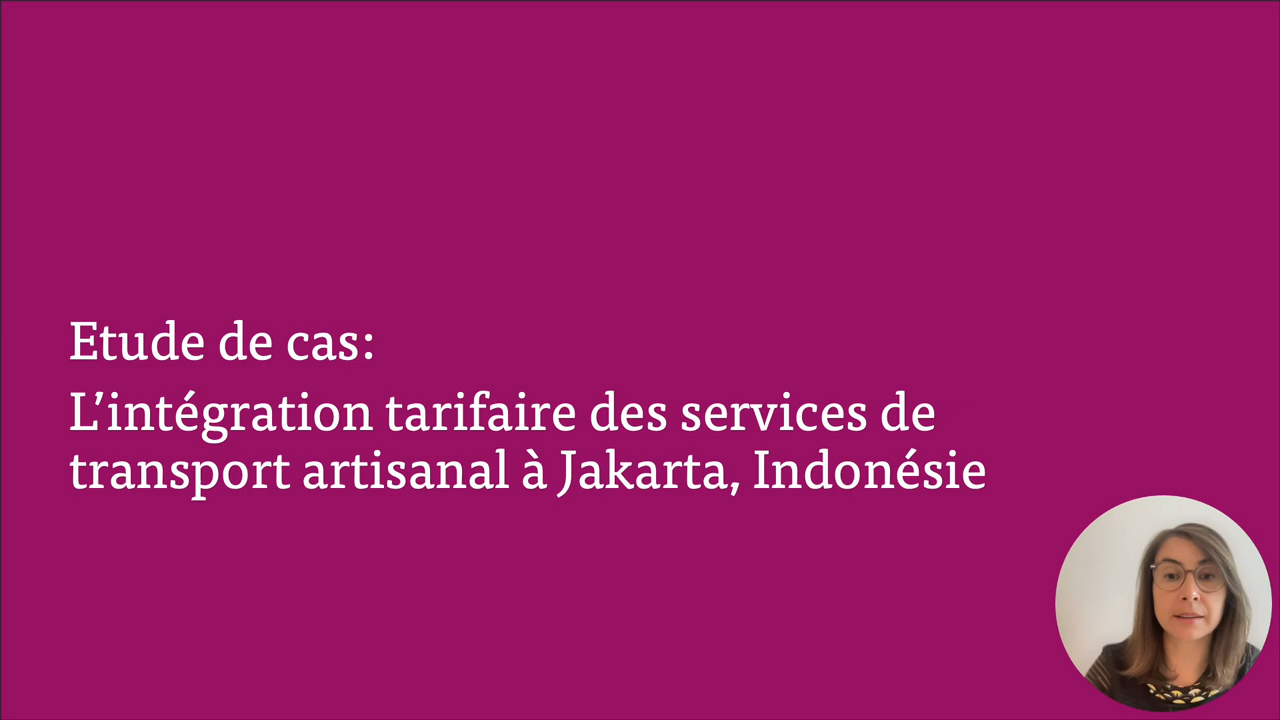 Etude de cas:
L’intégration tarifaire des services de
transport artisanal à Jakarta, Indonésie